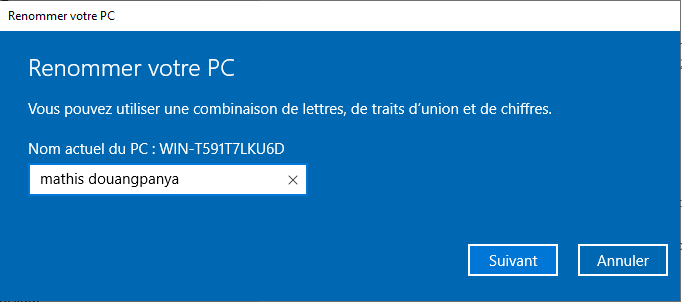 Renommer votre PC
Renommer votre PC
Vous pouvez utiliser une combinaison de lettres, de traits d'union et de chiffres.
Nom actuel du PC : WIN-T591T7LKU6D
mathis douangpanya
Suivant
Annuler